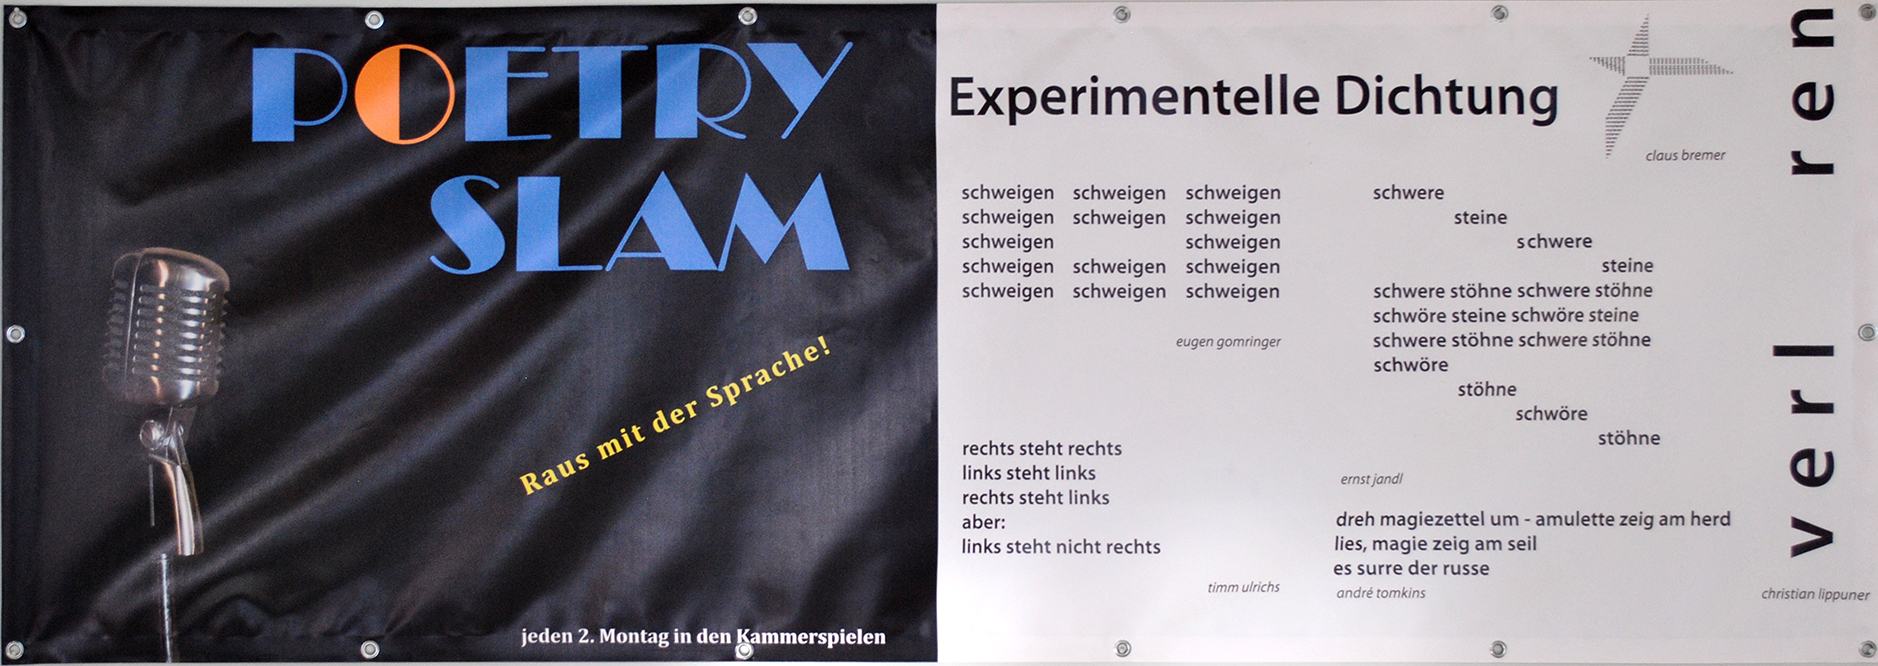 POETRY
SLAM
Raus mit der Sprache!
jeden 2. Montag in den Kammerspielen
Experimentelle Dichtung
claus bremer
schweigen schweigen schweigen
schweigen schweigen schweigen
schweigen schweigen
schweigen schweigen schweigen
schweigen schweigen schweigen
eugen gomringer
rechts steht rechts
links steht links
rechts steht links
aber:
links steht nicht rechts
timm ulrichs
schwere
steine
schwere
steine
schwere stöhne schwere stöhne
schwöre steine schwöre steine
schwere stöhne schwere stöhne
schwöre
stöhne
schwöre
stöhne
ernst jandl
dreh magiezettel um - amulette zeig am herd
lies, magie zeig am seil
es surre der russe
andré tomkins
verl ren
christian lippuner